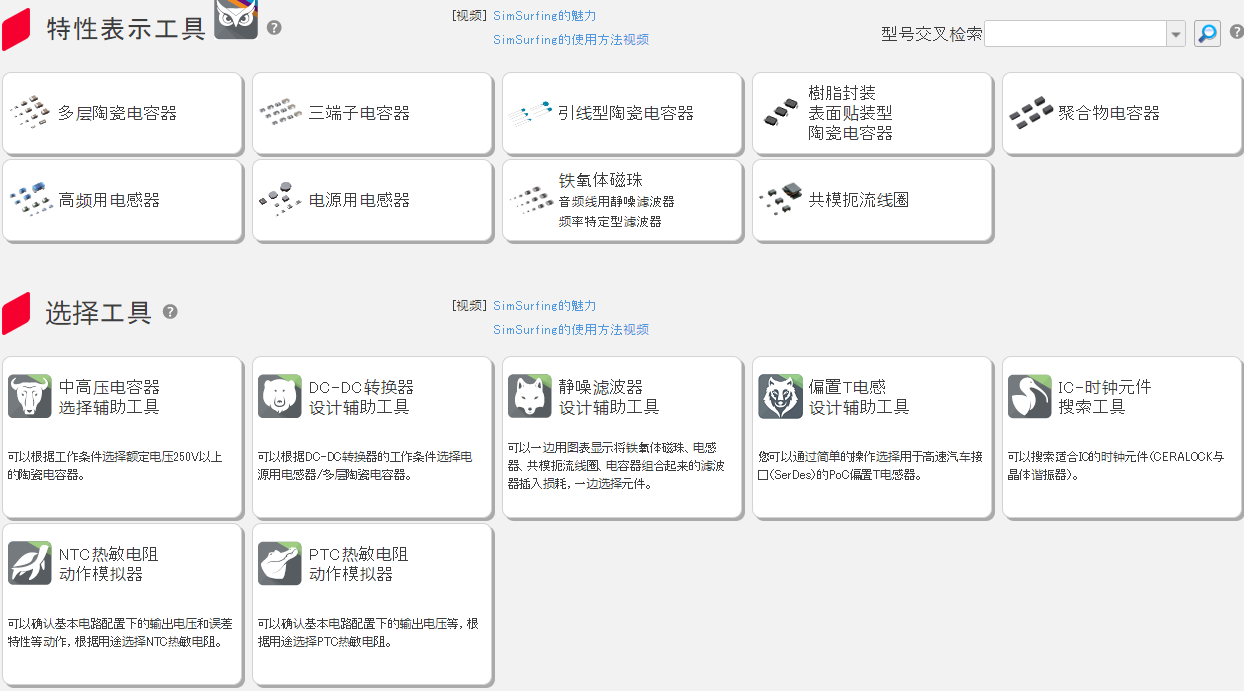 特性表示工具
[视频] SimSurfing的魅力
SimSurfing的使用方法视频
型号交叉检索
多层陶瓷电容器
三端子电容器
引线型陶瓷电容器
樹脂封装
表面贴装型
陶瓷电容器
聚合物电容器
高频用电感器
电源用电感器
铁氧体磁珠
音频线用静噪滤波器
频率特定型滤波器
共模扼流线圈
选择工具
[视频] SimSurfing的魅力
SimSurfing的使用方法视频
中高压电容器
选择辅助工具
可以根据工作条件选择额定电压250V以上
的陶瓷电容器。
DC-DC转换器
设计辅助工具
可以根据DC-DC转换器的工作条件选择电
源用电感器/多层陶瓷电容器。
静噪滤波器
设计辅助工具
可以一边用图表显示将铁氧体磁珠、电感
器、共模扼流线圈、电容器组合起来的滤波
器插入损耗, 一边选择元件。
偏置T电感
设计辅助工具
您可以通过简单的操作选择用于高速汽车接
口(SerDes)的PoC偏置T电感器。
IC-时钟元件
搜索工具
可以搜索适合IC的时钟元件(CERALOCK与
晶体谐振器)。
NTC热敏电阻
动作模拟器
可以确认基本电路配置下的输出电压和误差
特性等动作, 根据用途选择NTC热敏电阻。
PTC热敏电阻
动作模拟器
可以确认基本电路配置下的输出电压等, 根
据用途选择PTC热敏电阻。